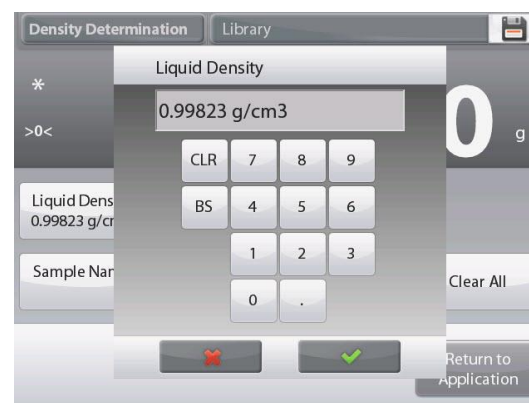 Density Determination
Library
Liquid Density
0.99823 g/cm3
*
>0<
0
g
CLR 7 8 9
BS 4 5 6
1 2 3
0 .
Liquid Dens
0.99823 g/cr
Sample Nar
Clear All
Return to
Application